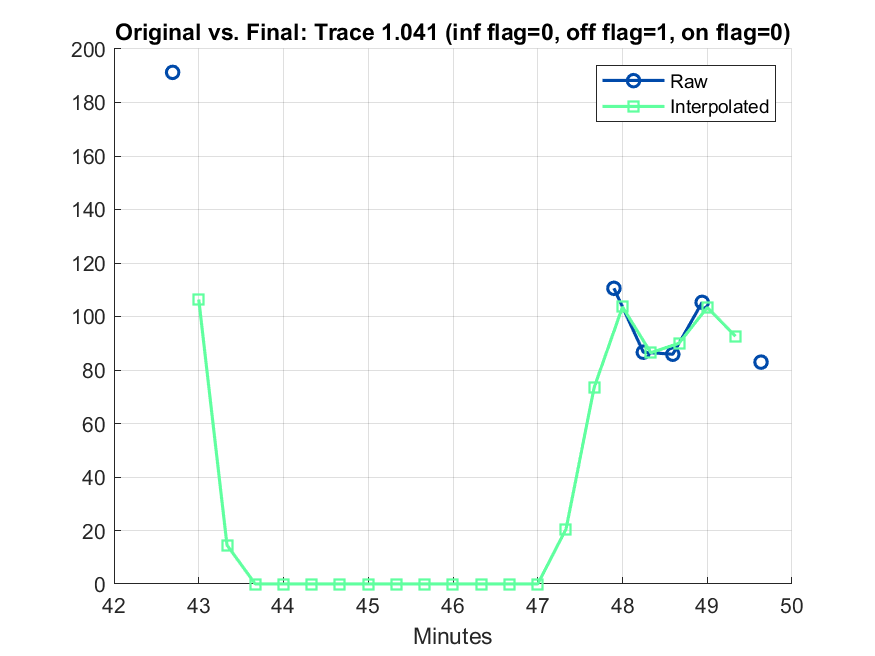 Original vs. Final: Trace 1.041 (inf flag=0, off flag=1, on flag=0)
200
180
160
140
120
100
80
60
40
20
0
Raw
Interpolated
42 43 44 45 46 47 48 49 50
Minutes